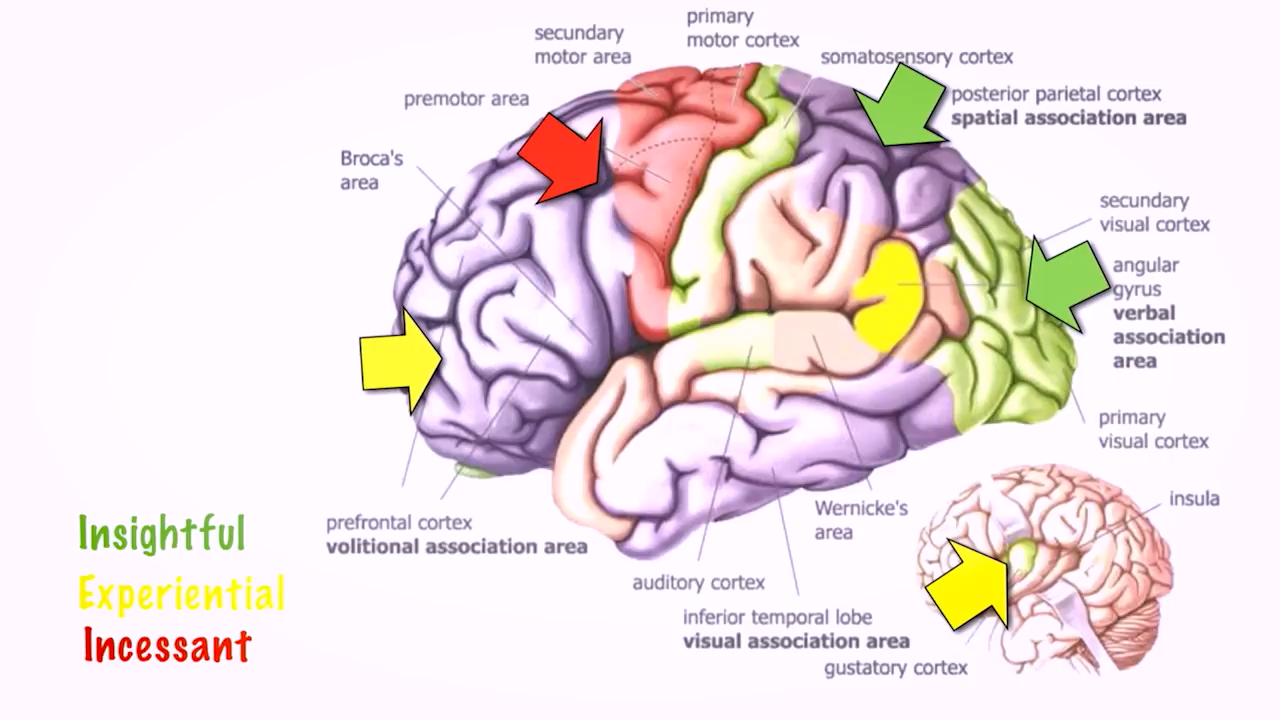 primary
motor cortex
secundary
motor area
somatosensory cortex
premotor area
posterior parietal cortex
spatial association area
Broca's
area
secundary
visual cortex
angular
gyrus
verbal
association
area
primary
visual cortex
insula
Wernicke's
area
prefrontal cortex
volitional association area
auditory cortex
inferior temporal lobe
visual association area
gustatory cortex
Insightful
Experiential
Incessant